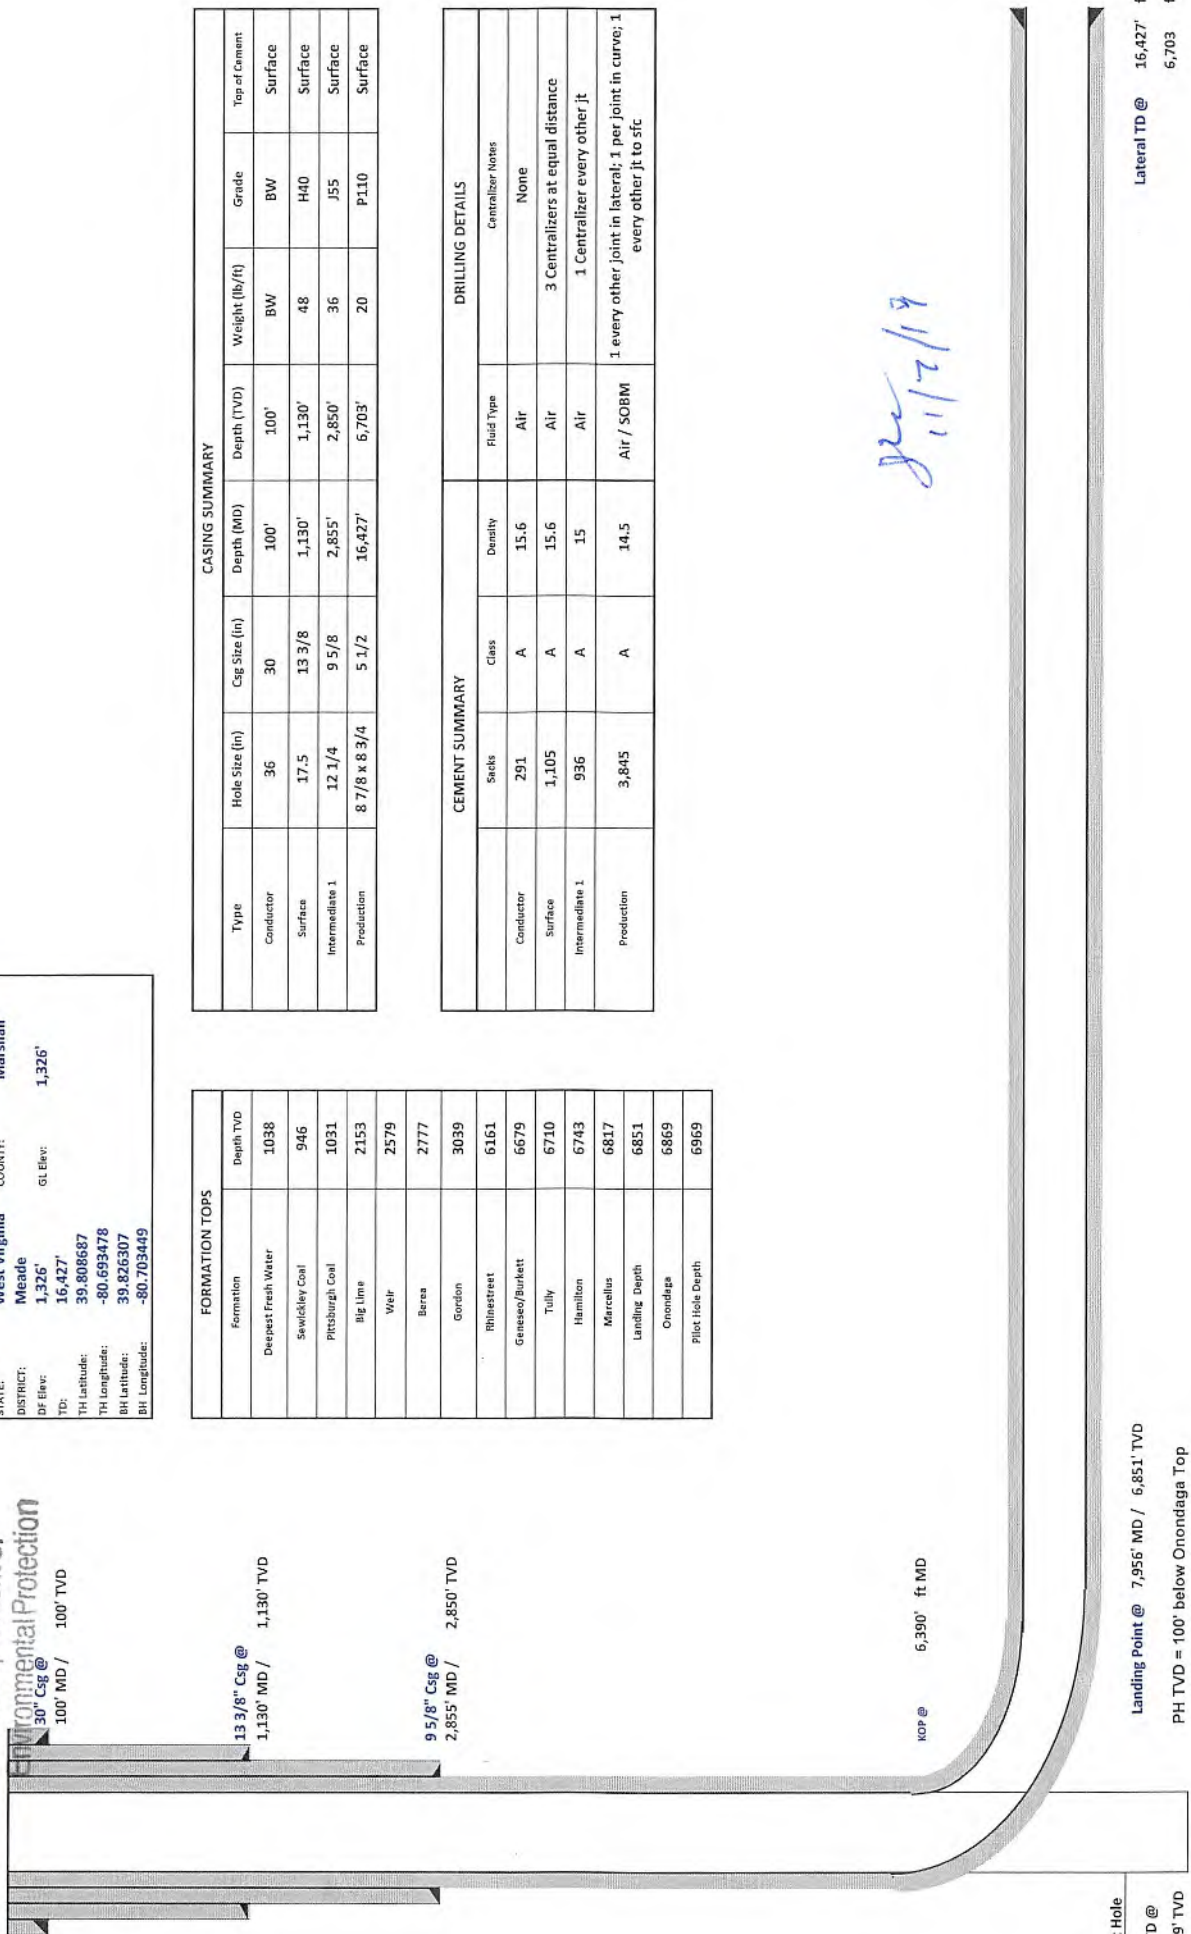 Environmental Protection
30" Csg @
100' MD / 100' TVD
13 3/8" Csg @
1,130' MD / 1,130' TVD
9 5/8" Csg @
2,855' MD / 2,850' TVD
KOP @ 6,390' ft MD
Landing Point @ 7,956' MD / 6,851' TVD
PH TVD = 100' below Onondaga Top
Hole
9' TVD
STATE: West Virginia COUNTY: Marshall
DISTRICT: Meade
DF Elev: 1,326' GL Elev: 1,326'
TD: 16,427'
TH Latitude: 39.808687
TH Longitude: -80.693478
BH Latitude: 39.826307
BH Longitude: -80.703449
FORMATION TOPS
Formation Depth TVD
Deepest Fresh Water 1038
Sewickley Coal 946
Pittsburgh Coal 1031
Big Lime 2153
Weir 2579
Berea 2777
Gordon 3039
Rhinestreet 6161
Geneseo/Burkett 6679
Tully 6710
Hamilton 6743
Marcellus 6817
Landing Depth 6851
Onondaga 6869
Pilot Hole Depth 6969
CASING SUMMARY
Type Hole Size (in) Csg Size (in) Depth (MD) Depth (TVD) Weight (lb/ft) Grade Top of Cement
Conductor 36 30 100' 100' BW BW Surface
Surface 17.5 13 3/8 1,130' 1,130' 48 H40 Surface
Intermediate 1 12 1/4 9 5/8 2,855' 2,850' 36 J55 Surface
Production 8 7/8 x 8 3/4 5 1/2 16,427' 6,703' 20 P110 Surface
CEMENT SUMMARY DRILLING DETAILS
Sacks Class Density Fluid Type Centralizer Notes
Conductor 291 A 15.6 Air None
Surface 1,105 A 15.6 Air 3 Centralizers at equal distance
Intermediate 1 936 A 15 Air 1 Centralizer every other jt
Production 3,845 A 14.5 Air / SOBM 1 every other joint in lateral; 1 per joint in curve; 1
every other jt to sfc
Lateral TD @ 16,427'
6,703